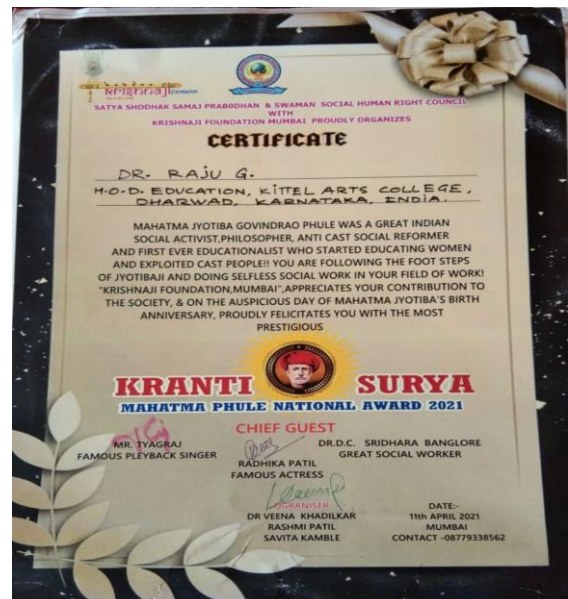 krishnaji FOUNDATION
SATYA SHODHAK SAMAJ PRABODHAN & SWAMAN SOCIAL HUMAN RIGHT COUNCIL
WITH
KRISHNAJI FOUNDATION MUMBAI PROUDLY ORGANIZES
CERTIFICATE
DR. RAJU G.
H.O.D. EDUCATION, KITTEL ARTS COLLEGE,
DHARWAD, KARNATAKA, ENDIA.
MAHATMA JYOTIBA GOVINDRAO PHULE WAS A GREAT INDIAN
SOCIAL ACTIVIST,PHILOSOPHER, ANTI CAST SOCIAL REFORMER
AND FIRST EVER EDUCATIONALIST WHO STARTED EDUCATING WOMEN
AND EXPLOITED CAST PEOPLE!! YOU ARE FOLLOWING THE FOOT STEPS
OF JYOTIBAJI AND DOING SELFLESS SOCIAL WORK IN YOUR FIELD OF WORK!
"KRISHNAJI FOUNDATION,MUMBAI",APPRECIATES YOUR CONTRIBUTION TO
THE SOCIETY, & ON THE AUSPICIOUS DAY OF MAHATMA JYOTIBA'S BIRTH
ANNIVERSARY, PROUDLY FELICITATES YOU WITH THE MOST
PRESTIGIOUS
KRANTI SURYA
MAHATMA PHULE NATIONAL AWARD 2021
CHIEF GUEST
MR. TYAGRAJ
FAMOUS PLEYBACK SINGER
RADHIKA PATIL
FAMOUS ACTRESS
DR.D.C. SRIDHARA BANGLORE
GREAT SOCIAL WORKER
OGRANISER
DR VEENA KHADILKAR
RASHMI PATIL
SAVITA KAMBLE
DATE:-
11th APRIL 2021
MUMBAI
CONTACT -08779338562